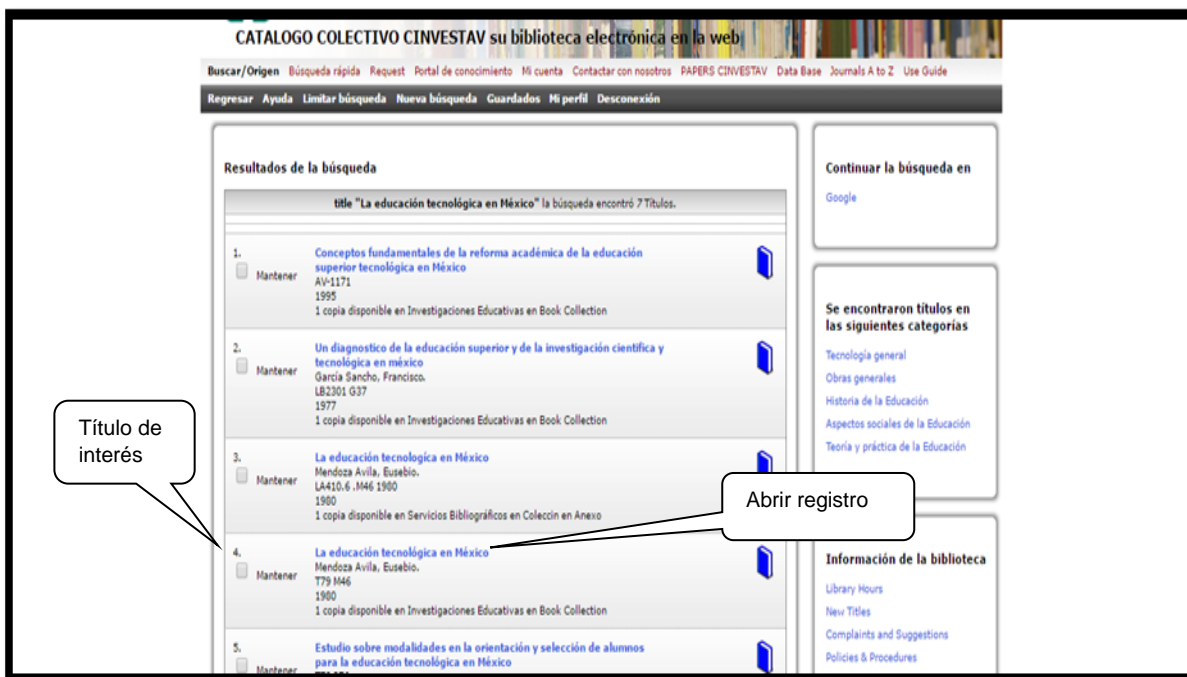 CATALOGO COLECTIVO CINVESTAV su biblioteca electrónica en la web
Buscar/Origen Búsqueda rápida Request Portal de conocimiento Mi cuenta Contactar con nosotros PAPERS CINVESTAV Data Base Journals A to Z Use Guide
Regresar Ayuda Limitar búsqueda Nueva búsqueda Guardados Mi perfil Desconexión
Resultados de la búsqueda
title "La educación tecnológica en México" la búsqueda encontró 7 Titulos.
1.
Mantener
Conceptos fundamentales de la reforma académica de la educación
superior tecnológica en México
AV-1171
1995
1 copia disponible en Investigaciones Educativas en Book Collection
2.
Mantener
Un diagnostico de la educación superior y de la investigación cientifica y
tecnológica en méxico
García Sancho, Francisco.
LB2301 G37
1977
1 copia disponible en Investigaciones Educativas en Book Collection
3.
Mantener
La educación tecnologíca en México
Mendoza Avila, Eusebio.
LA410.6 .M46 1980
1980
1 copia disponible en Servicios Bibliográficos en Coleccin en Anexo
4.
Mantener
La educación tecnológica en México
Mendoza Avila, Eusebio.
T79 M46
1980
1 copia disponible en Investigaciones Educativas en Book Collection
5.
Mantener
Estudio sobre modalidades en la orientación y selección de alumnos
para la educación tecnológica en México
Título de
interés
Abrir registro
Continuar la búsqueda en
Google
Se encontraron títulos en
las siguientes categorías
Tecnología general
Obras generales
Historia de la Educación
Aspectos sociales de la Educación
Teoría y práctica de la Educación
Información de la biblioteca
Library Hours
New Titles
Complaints and Suggestions
Policies & Procedures